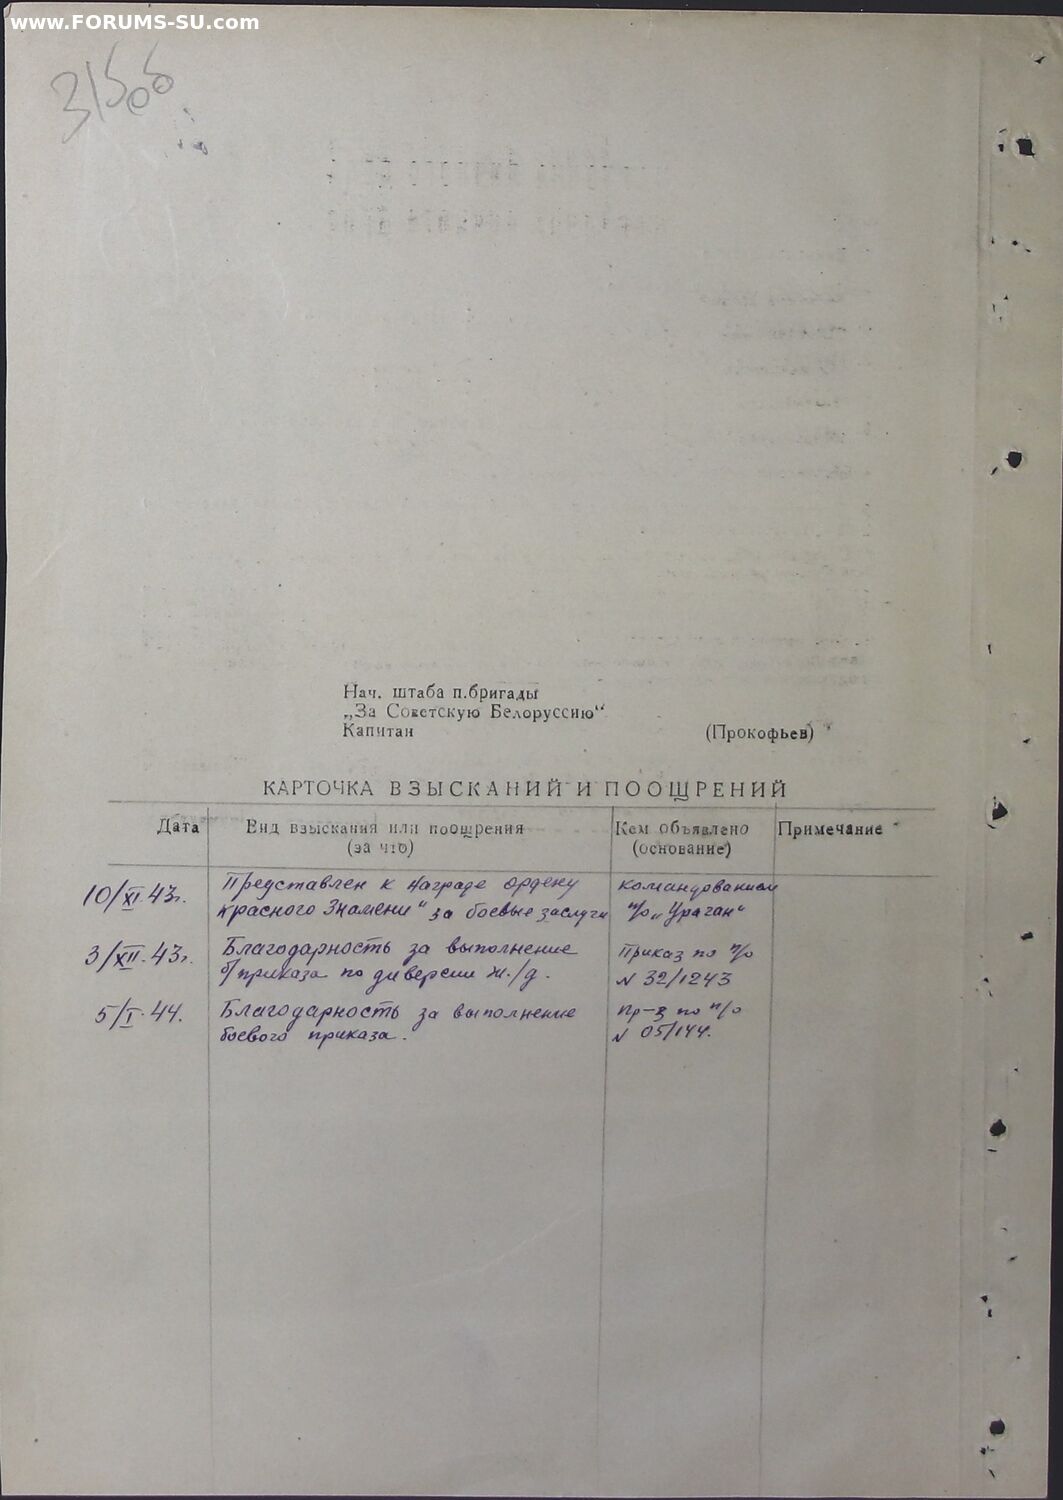 www.FORUMS-SU.com
Нач. штаба п.бригады
„За Советскую Белоруссию“
Капитан (Прокофьев)
КАРТОЧКА ВЗЫСКАНИЙ И ПООЩРЕНИЙ
Дата Вид взыскания или поощрения Кем объявлено Примечание
(за что) (основание)
10/XI.43г. Представлен к награде ордену командованием
Красного Знамени" за боевые заслуги п/о „Ураган"
3/XII.43г. Благодарность за выполнение Приказ по п/о
б/приказа по диверсии ж./д. N 32/1243
5/I.44. Благодарность за выполнение Пр-з по п/о
боевого приказа. N 05/144.